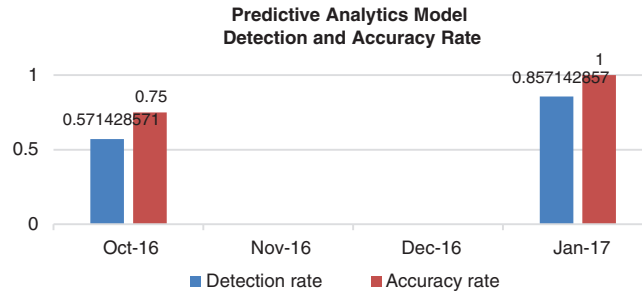 Predictive Analytics Model
Detection and Accuracy Rate
1
0.5
0
0.571428571
0.75
0.857142857
1
Oct-16 Nov-16 Dec-16 Jan-17
Detection rate Accuracy rate